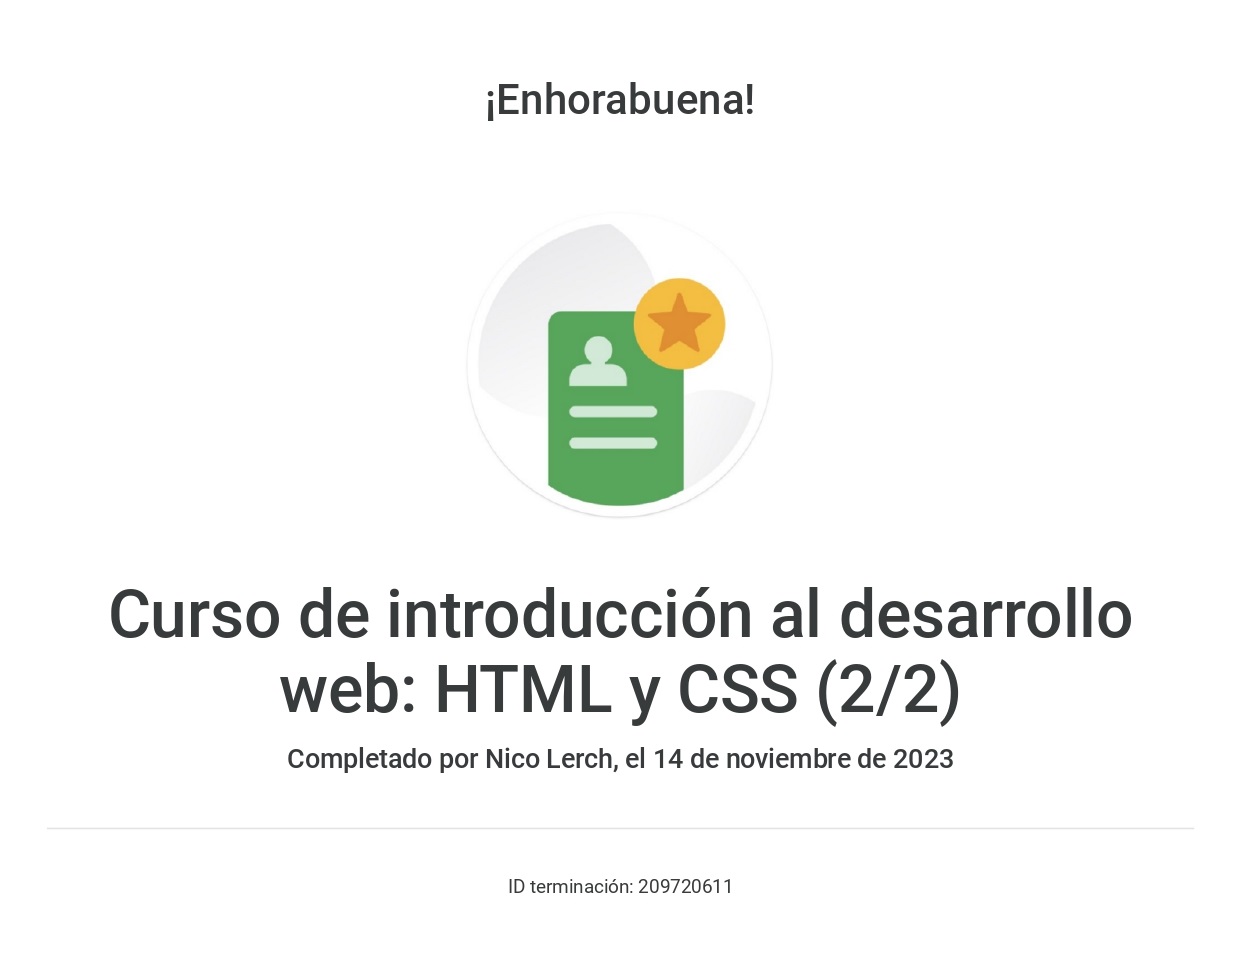 ¡Enhorabuena!
Curso de introducción al desarrollo
web: HTML y CSS (2/2)
Completado por Nico Lerch, el 14 de noviembre de 2023
ID terminación: 209720611